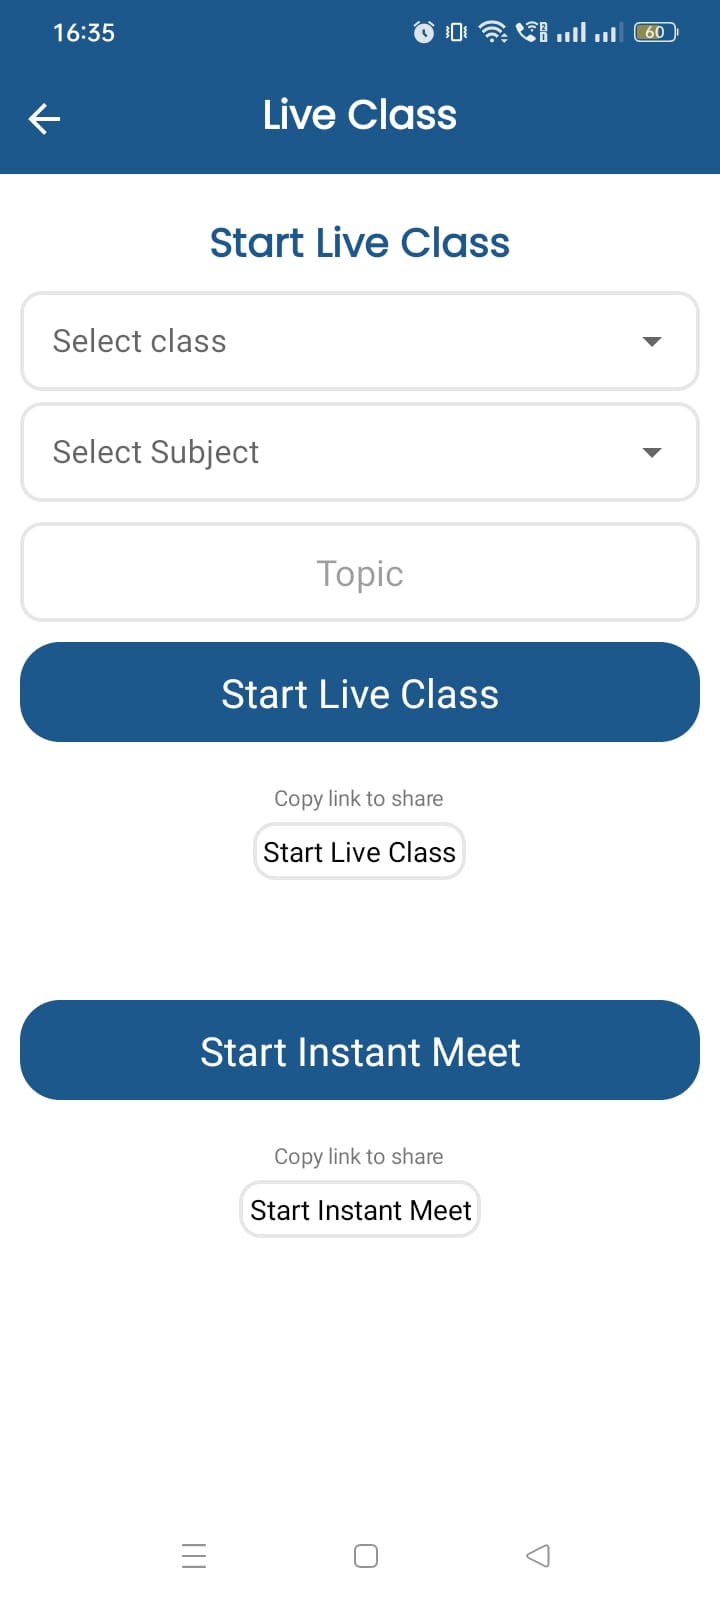 16:35
60
Live Class
Start Live Class
Select class
Select Subject
Topic
Start Live Class
Copy link to share
Start Live Class
Start Instant Meet
Copy link to share
Start Instant Meet